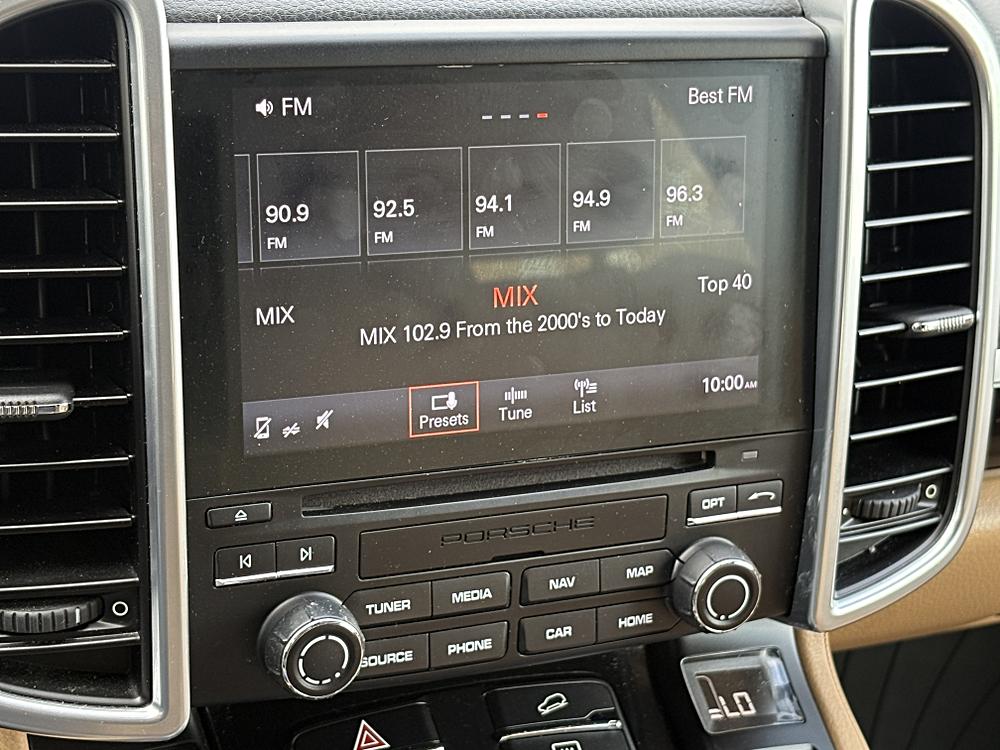 FM
Best FM
90.9
FM
92.5
FM
94.1
FM
94.9
FM
96.3
FM
MIX
MIX
Top 40
MIX 102.9 From the 2000's to Today
Presets
Tune
List
10:00 AM
OPT
PORSCHE
TUNER
MEDIA
NAV
MAP
SOURCE
PHONE
CAR
HOME
LO